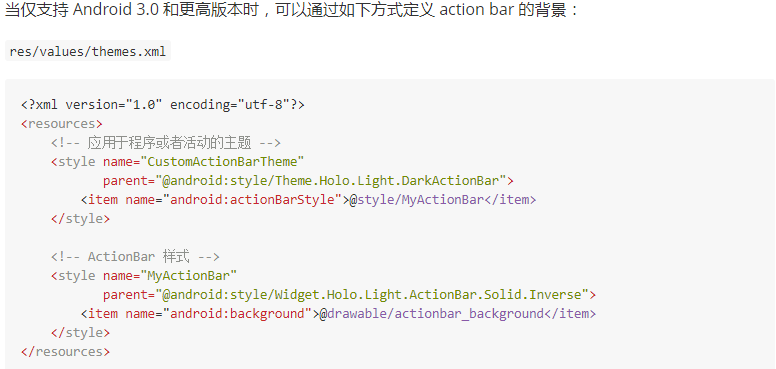 当仅支持 Android 3.0 和更高版本时，可以通过如下方式定义 action bar 的背景：
res/values/themes.xml
<?xml version="1.0" encoding="utf-8"?>
<resources>
    <!-- 应用于程序或者活动的主题 -->
    <style name="CustomActionBarTheme"
           parent="@android:style/Theme.Holo.Light.DarkActionBar">
        <item name="android:actionBarStyle">@style/MyActionBar</item>
    </style>
    <!-- ActionBar 样式 -->
    <style name="MyActionBar"
           parent="@android:style/Widget.Holo.Light.ActionBar.Solid.Inverse">
        <item name="android:background">@drawable/actionbar_background</item>
    </style>
</resources>